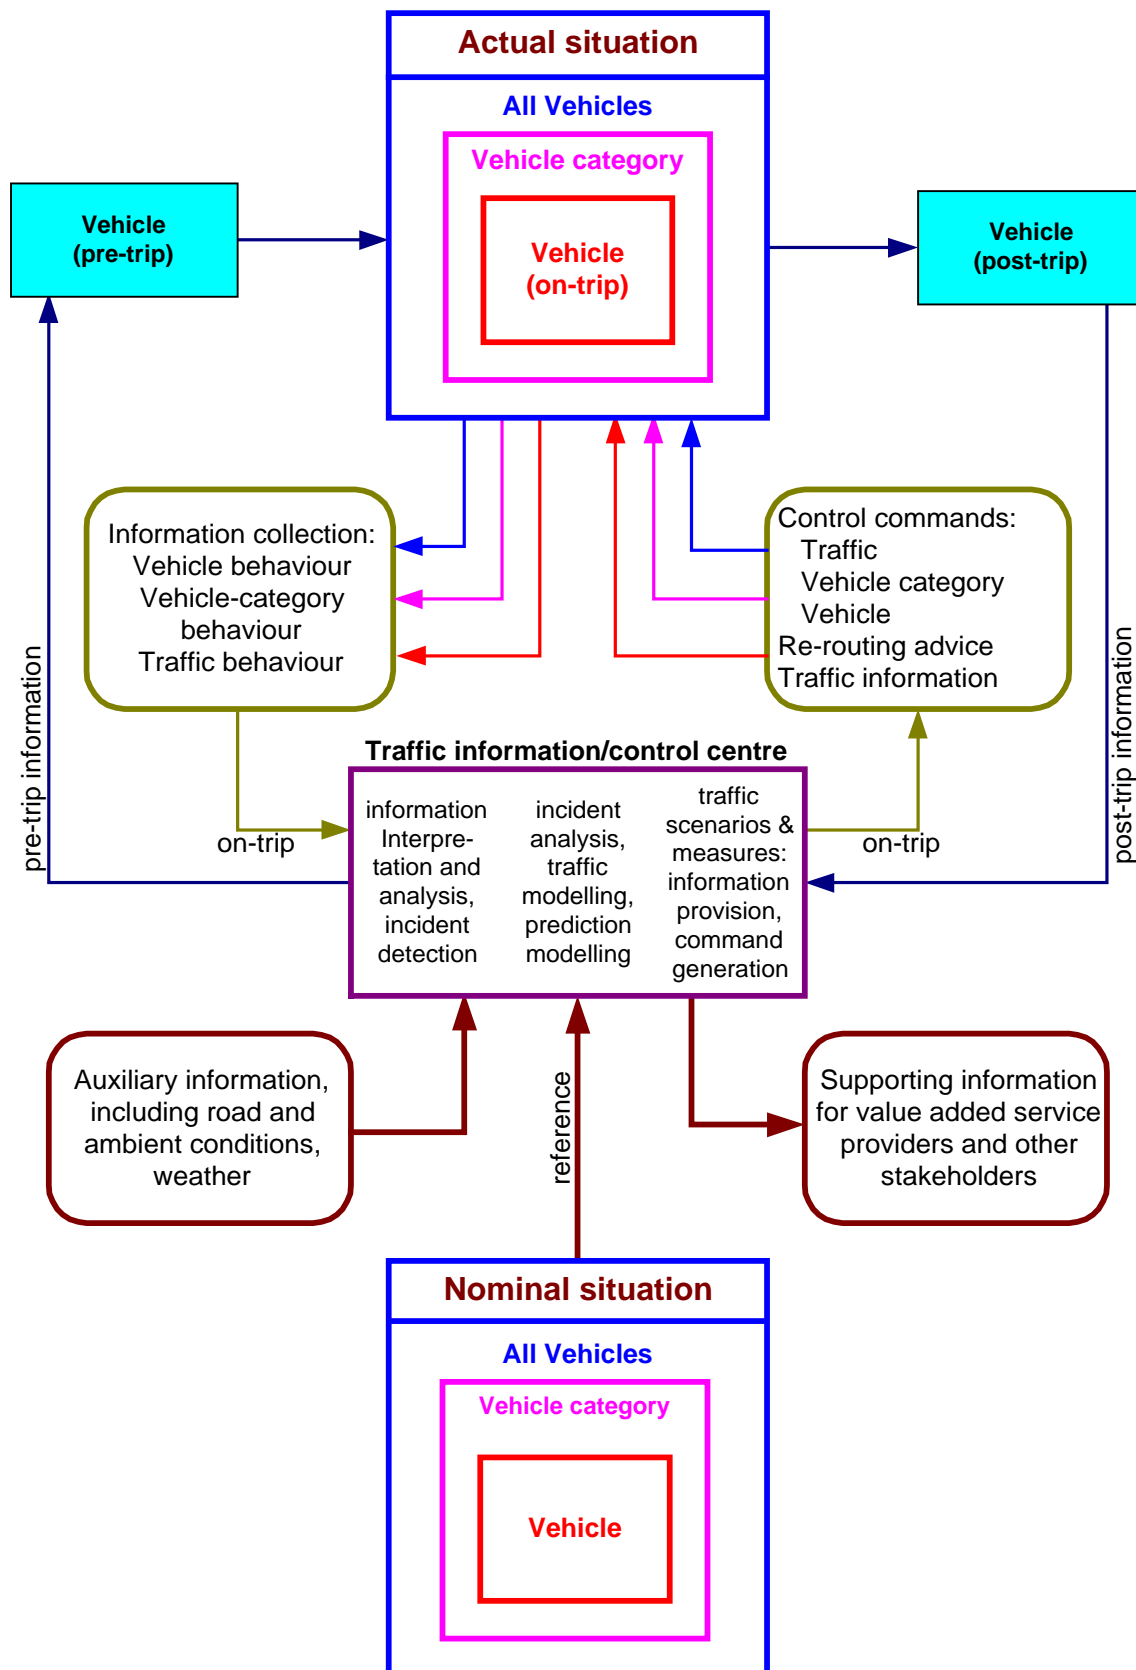 Actual situation
All Vehicles
Vehicle category
Vehicle
(on-trip)
Vehicle
(pre-trip)
Vehicle
(post-trip)
Information collection:
Vehicle behaviour
Vehicle-category
behaviour
Traffic behaviour
Control commands:
Traffic
Vehicle category
Vehicle
Re-routing advice
Traffic information
pre-trip information
post-trip information
on-trip
on-trip
Traffic information/control centre
information
Interpre-
tation and
analysis,
incident
detection
incident
analysis,
traffic
modelling,
prediction
modelling
traffic
scenarios &
measures:
information
provision,
command
generation
Auxiliary information,
including road and
ambient conditions,
weather
reference
Supporting information
for value added service
providers and other
stakeholders
Nominal situation
All Vehicles
Vehicle category
Vehicle